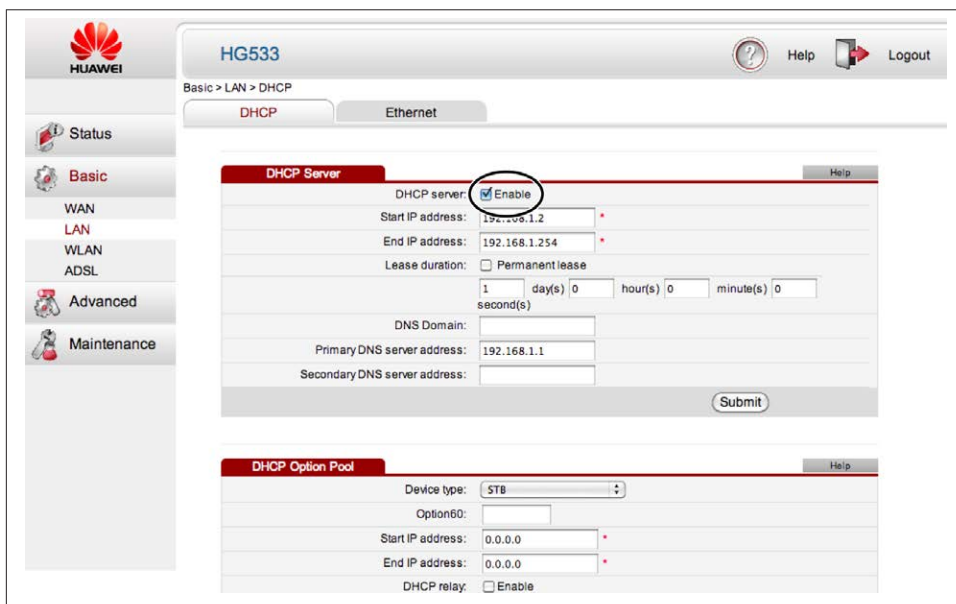 HUAWEI
HG533
Help
Logout
Basic > LAN > DHCP
DHCP
Ethernet
Status
Basic
WAN
LAN
WLAN
ADSL
Advanced
Maintenance
DHCP Server
Help
DHCP server: Enable
Start IP address: 192.168.1.2 *
End IP address: 192.168.1.254 *
Lease duration: Permanent lease
1 day(s) 0 hour(s) 0 minute(s) 0
second(s)
DNS Domain:
Primary DNS server address: 192.168.1.1
Secondary DNS server address:
Submit
DHCP Option Pool
Help
Device type: STB
Option60:
Start IP address: 0.0.0.0 *
End IP address: 0.0.0.0 *
DHCP relay: Enable